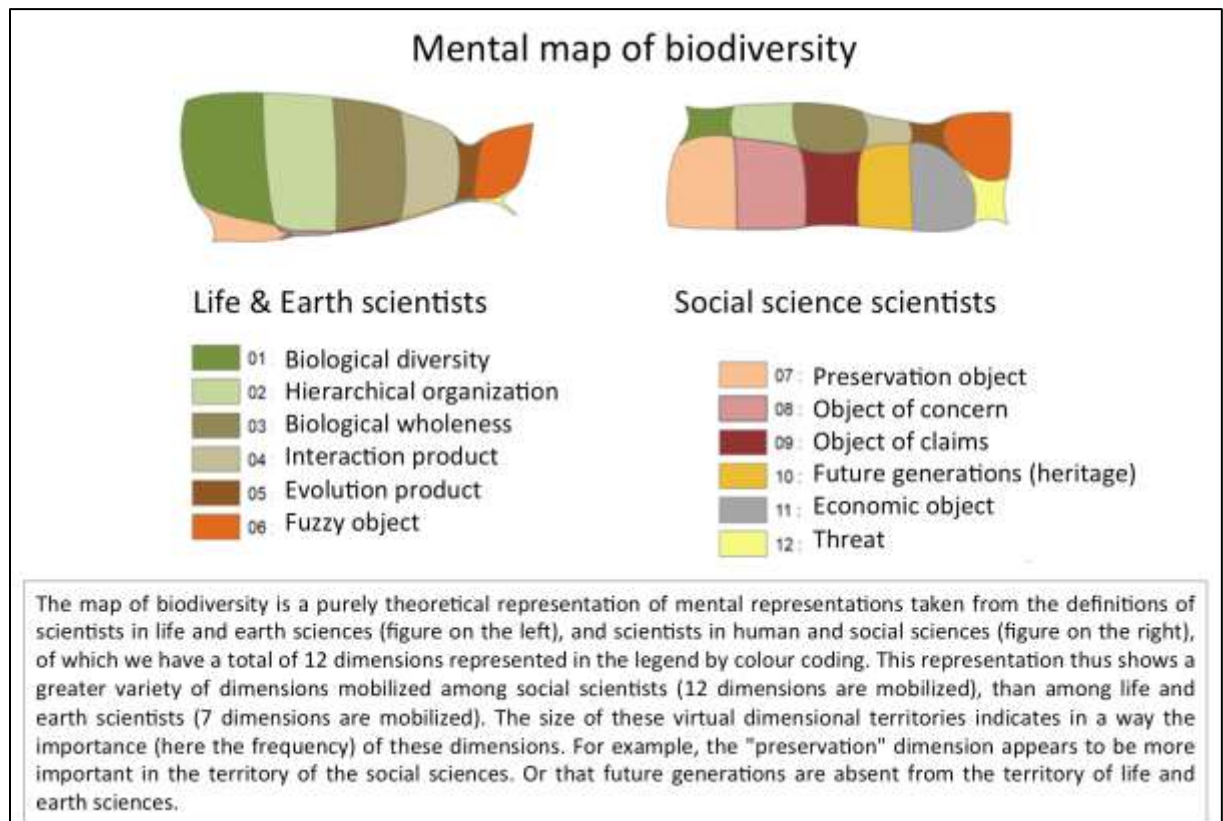 Mental map of biodiversity
Life & Earth scientists
01 Biological diversity
02 Hierarchical organization
03 Biological wholeness
04 Interaction product
05 Evolution product
06 Fuzzy object
Social science scientists
07 : Preservation object
08 : Object of concern
09 : Object of claims
10 : Future generations (heritage)
11 : Economic object
12 : Threat
The map of biodiversity is a purely theoretical representation of mental representations taken from the definitions of
scientists in life and earth sciences (figure on the left), and scientists in human and social sciences (figure on the right),
of which we have a total of 12 dimensions represented in the legend by colour coding. This representation thus shows a
greater variety of dimensions mobilized among social scientists (12 dimensions are mobilized), than among life and
earth scientists (7 dimensions are mobilized). The size of these virtual dimensional territories indicates in a way the
importance (here the frequency) of these dimensions. For example, the "preservation" dimension appears to be more
important in the territory of the social sciences. Or that future generations are absent from the territory of life and
earth sciences.